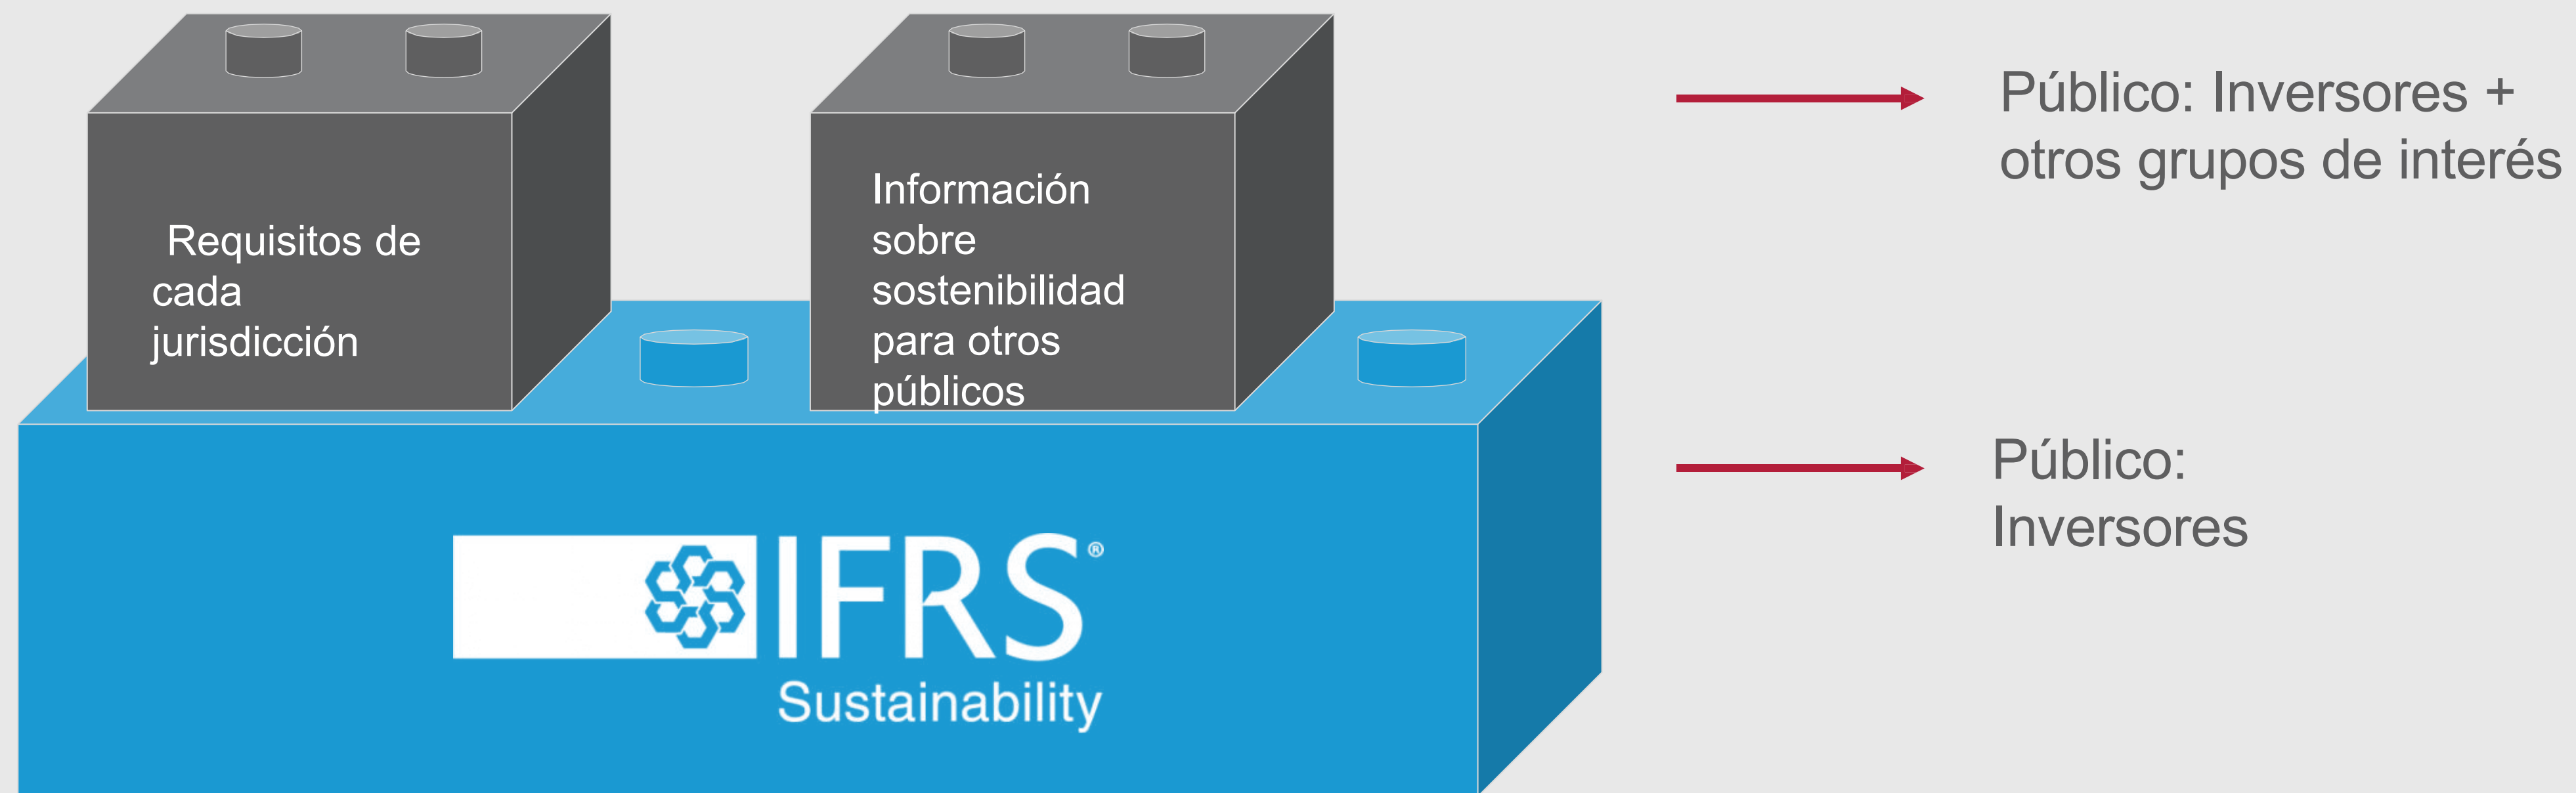 Requisitos de
cada
jurisdicción
Información
sobre
sostenibilidad
para otros
públicos
Público: Inversores +
otros grupos de interés
IFRS®
Sustainability
Público:
Inversores